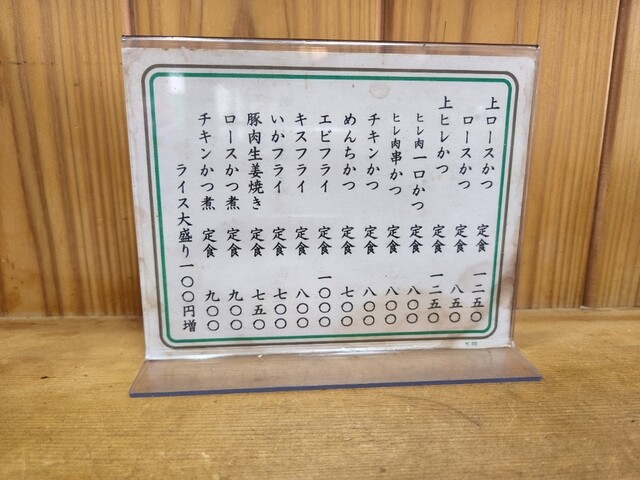 上ロースかつ 定食 一二五〇
ロースかつ 定食 八五〇
上ヒレかつ 定食 一二五〇
ヒレ肉一口かつ 定食 八〇〇
ヒレ肉串かつ 定食 八〇〇
チキンかつ 定食 八〇〇
めんちかつ 定食 七〇〇
エビフライ 定食 一〇〇〇
キスフライ 定食 八〇〇
いかフライ 定食 七〇〇
豚肉生姜焼き 定食 七五〇
ロースかつ煮 定食 九〇〇
チキンかつ煮 定食 九〇〇
ライス大盛り一〇〇円増